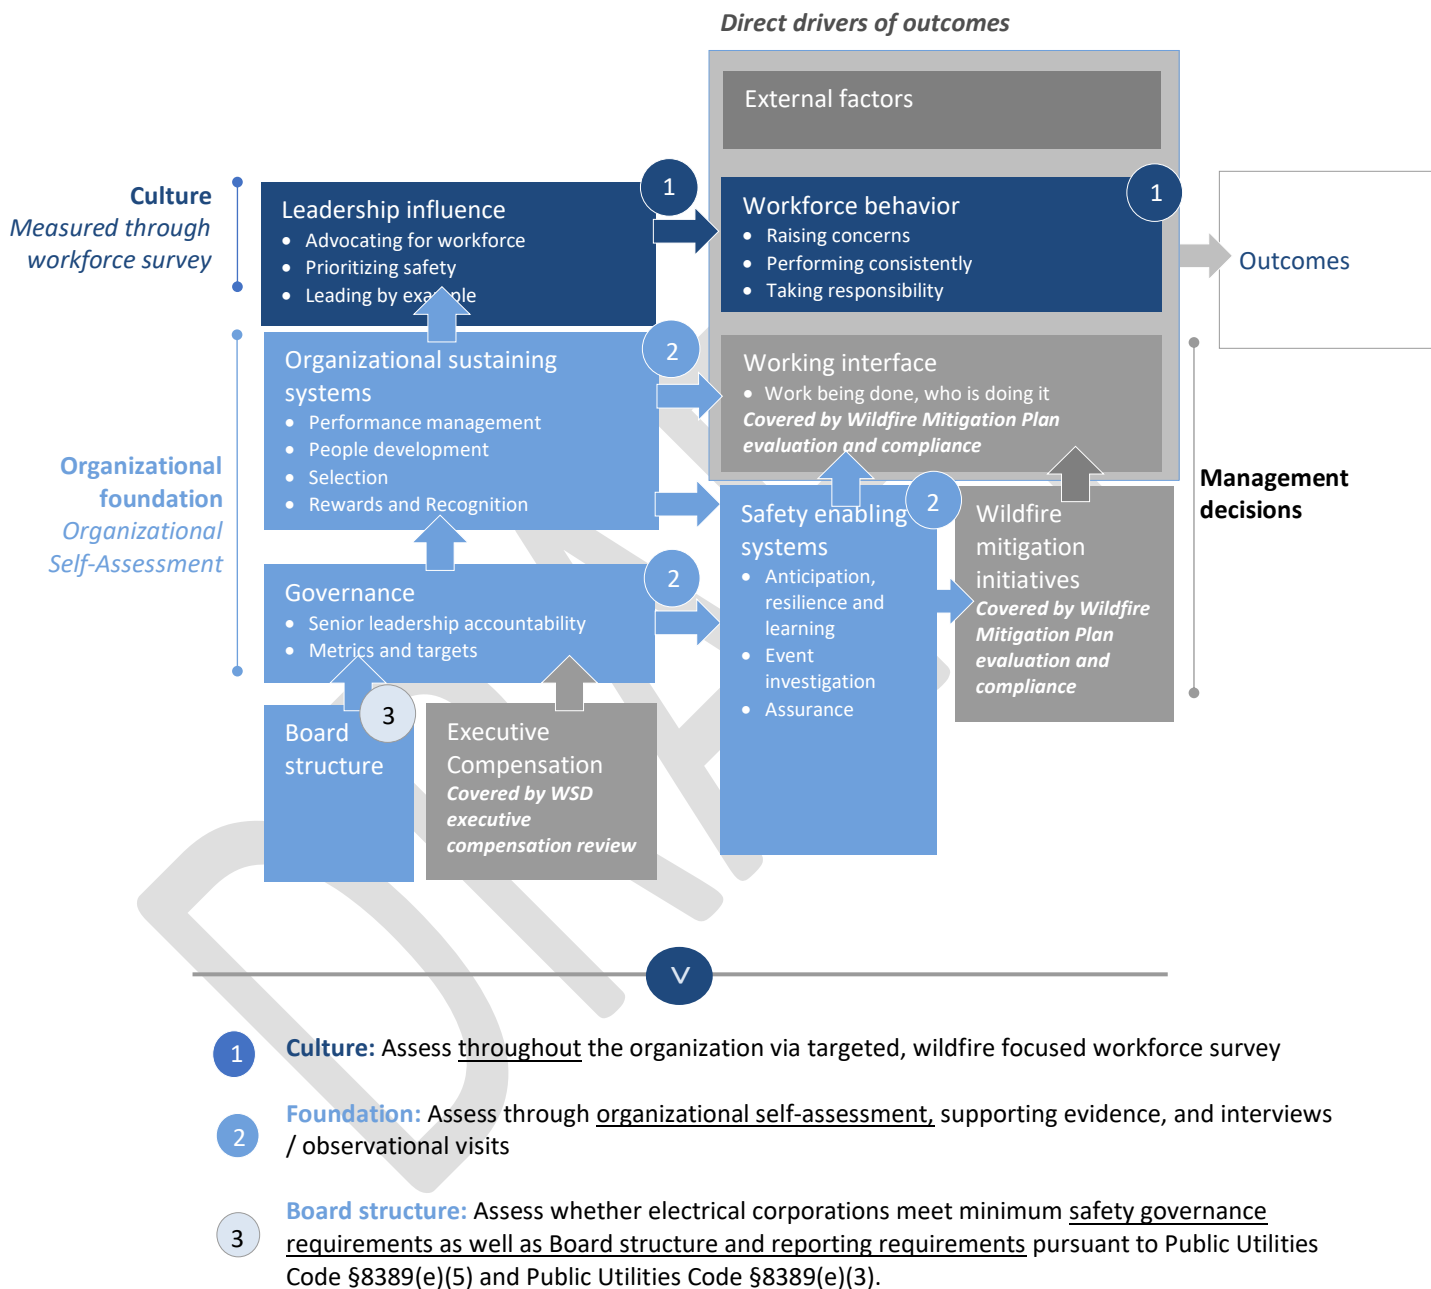 Direct drivers of outcomes
External factors
Culture
Measured through
workforce survey
1
Leadership influence
• Advocating for workforce
• Prioritizing safety
• Leading by example
1
Workforce behavior
• Raising concerns
• Performing consistently
• Taking responsibility
Outcomes
Organizational
foundation
Organizational
Self-Assessment
2
Organizational sustaining
systems
• Performance management
• People development
• Selection
• Rewards and Recognition
Working interface
• Work being done, who is doing it
Covered by Wildfire Mitigation Plan
evaluation and compliance
Management
decisions
2
Governance
• Senior leadership accountability
• Metrics and targets
2
Safety enabling
systems
• Anticipation,
resilience and
learning
• Event
investigation
• Assurance
Wildfire
mitigation
initiatives
Covered by Wildfire
Mitigation Plan
evaluation and
compliance
3
Board
structure
Executive
Compensation
Covered by WSD
executive
compensation review
DRAFT
V
1
Culture: Assess throughout the organization via targeted, wildfire focused workforce survey
2
Foundation: Assess through organizational self-assessment, supporting evidence, and interviews
/ observational visits
3
Board structure: Assess whether electrical corporations meet minimum safety governance
requirements as well as Board structure and reporting requirements pursuant to Public Utilities
Code §8389(e)(5) and Public Utilities Code §8389(e)(3).